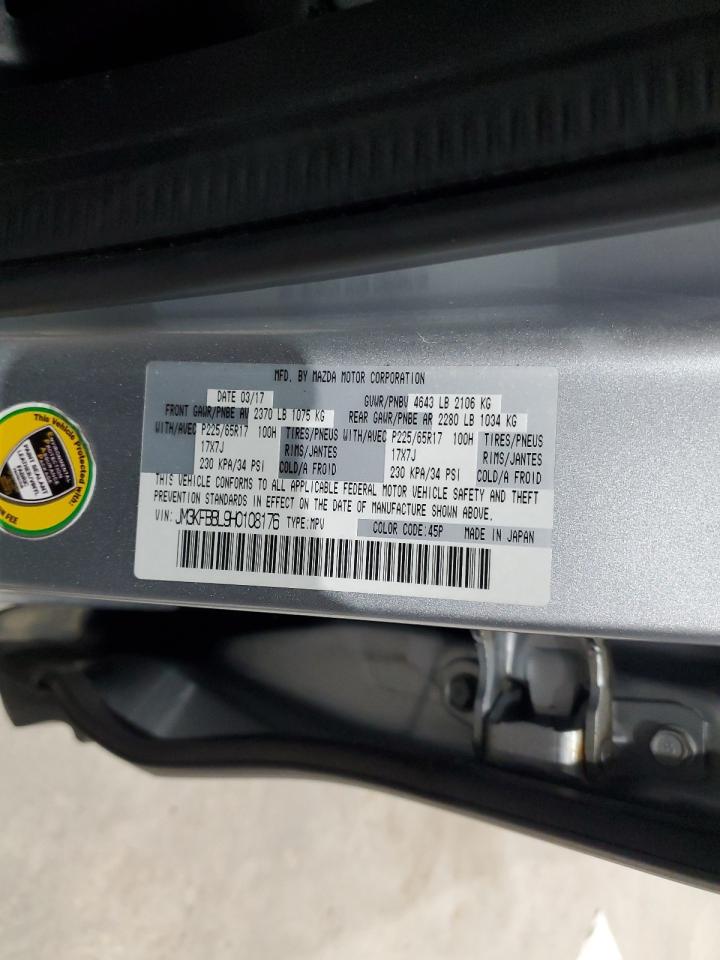 MFD. BY MAZDA MOTOR CORPORATION
DATE 03/17 GVWR/PNBV 4643 LB 2106 KG
FRONT GAWR/PNBE AV 2370 LB 1075 KG REAR GAWR/PNBE AR 2280 LB 1034 KG
WITH/AVEC P225/65R17 100H TIRES/PNEUS WITH/AVEC P225/65R17 100H TIRES/PNEUS
17X7J RIMS/JANTES 17X7J RIMS/JANTES
230 KPA/34 PSI COLD/A FROID 230 KPA/34 PSI COLD/A FROID
THIS VEHICLE CONFORMS TO ALL APPLICABLE FEDERAL MOTOR VEHICLE SAFETY AND THEFT
PREVENTION STANDARDS IN EFFECT ON THE DATE OF MANUFACTURE SHOWN ABOVE.
VIN: JM3KFBBL9H0108176 TYPE:MPV COLOR CODE:45P MADE IN JAPAN
This Vehicle Protected with: